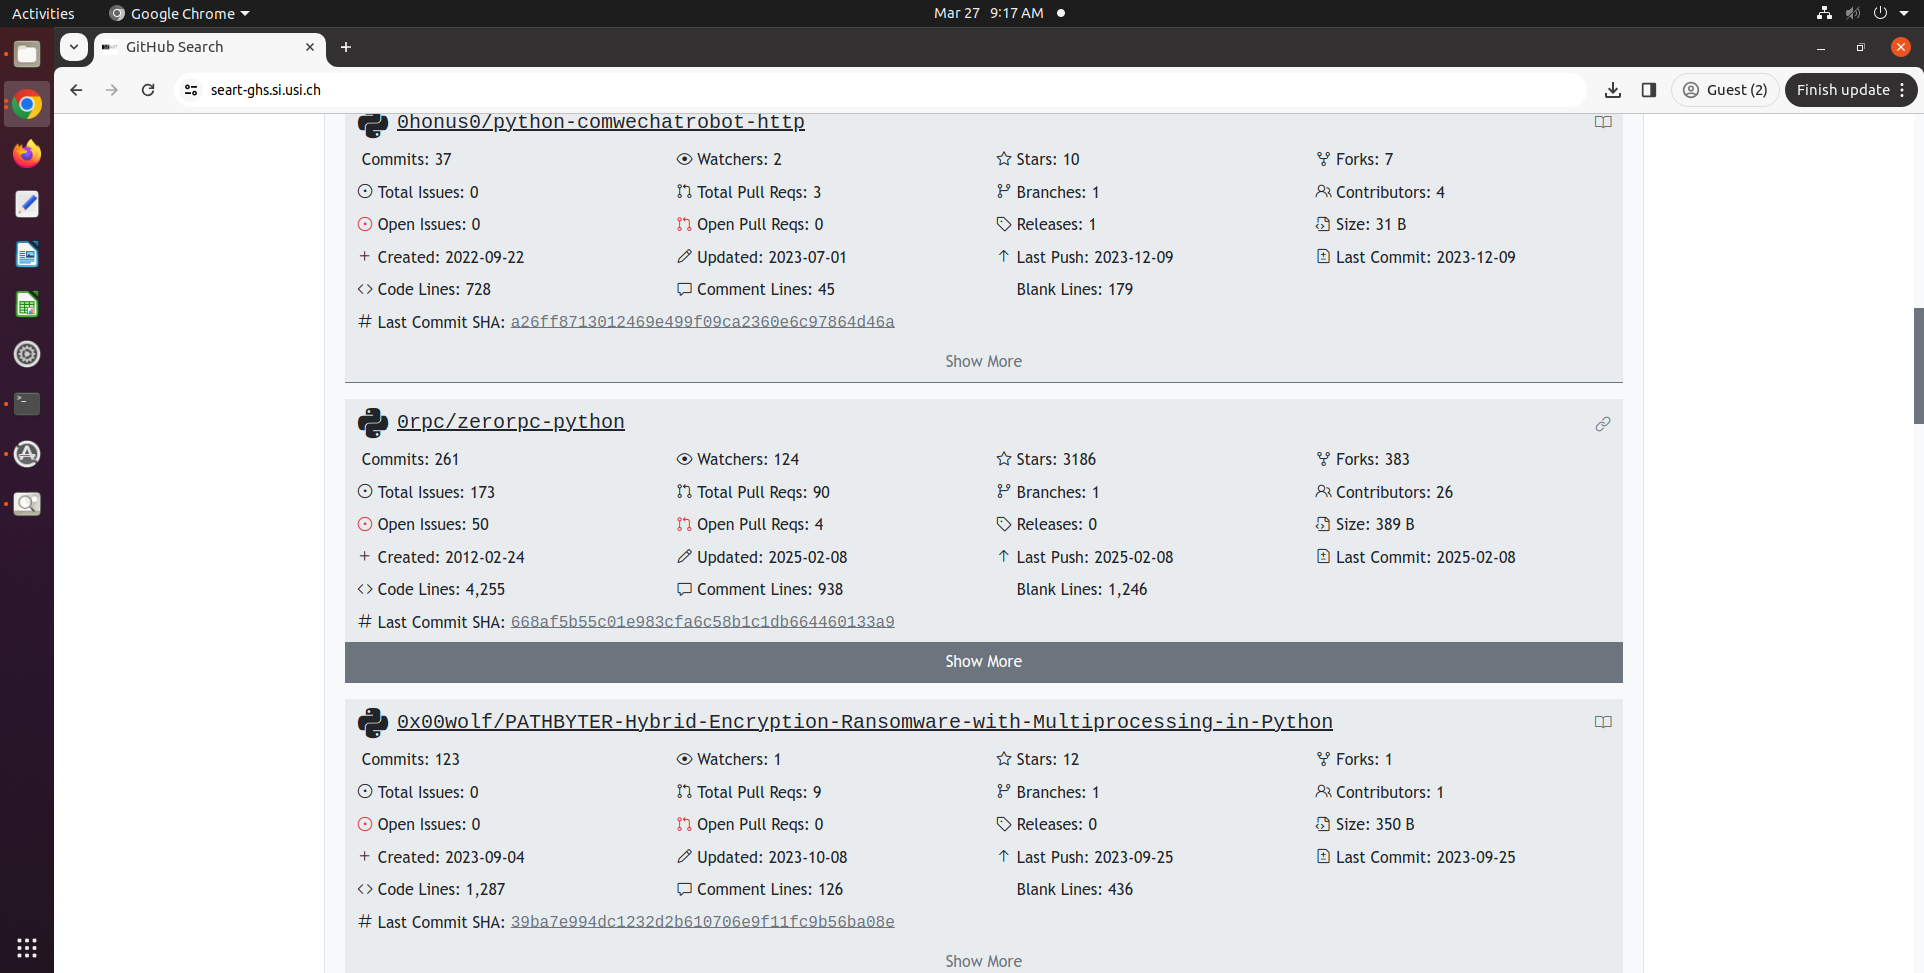 Activities
Google Chrome
Mar 27 9:17 AM
GitHub Search
seart-ghs.si.usi.ch
Guest (2)
Finish update
0honus0/python-comwechatrobot-http
Commits: 37
Watchers: 2
Stars: 10
Forks: 7
Total Issues: 0
Total Pull Reqs: 3
Branches: 1
Contributors: 4
Open Issues: 0
Open Pull Reqs: 0
Releases: 1
Size: 31 B
Created: 2022-09-22
Updated: 2023-07-01
Last Push: 2023-12-09
Last Commit: 2023-12-09
Code Lines: 728
Comment Lines: 45
Blank Lines: 179
Last Commit SHA: a26ff8713012469e499f09ca2360e6c97864d46a
Show More
0rpc/zerorpc-python
Commits: 261
Watchers: 124
Stars: 3186
Forks: 383
Total Issues: 173
Total Pull Reqs: 90
Branches: 1
Contributors: 26
Open Issues: 50
Open Pull Reqs: 4
Releases: 0
Size: 389 B
Created: 2012-02-24
Updated: 2025-02-08
Last Push: 2025-02-08
Last Commit: 2025-02-08
Code Lines: 4,255
Comment Lines: 938
Blank Lines: 1,246
Last Commit SHA: 668af5b55c01e983cfa6c58b1c1db664460133a9
Show More
0x00wolf/PATHBYTER-Hybrid-Encryption-Ransomware-with-Multiprocessing-in-Python
Commits: 123
Watchers: 1
Stars: 12
Forks: 1
Total Issues: 0
Total Pull Reqs: 9
Branches: 1
Contributors: 1
Open Issues: 0
Open Pull Reqs: 0
Releases: 0
Size: 350 B
Created: 2023-09-04
Updated: 2023-10-08
Last Push: 2023-09-25
Last Commit: 2023-09-25
Code Lines: 1,287
Comment Lines: 126
Blank Lines: 436
Last Commit SHA: 39ba7e994dc1232d2b610706e9f11fc9b56ba08e
Show More